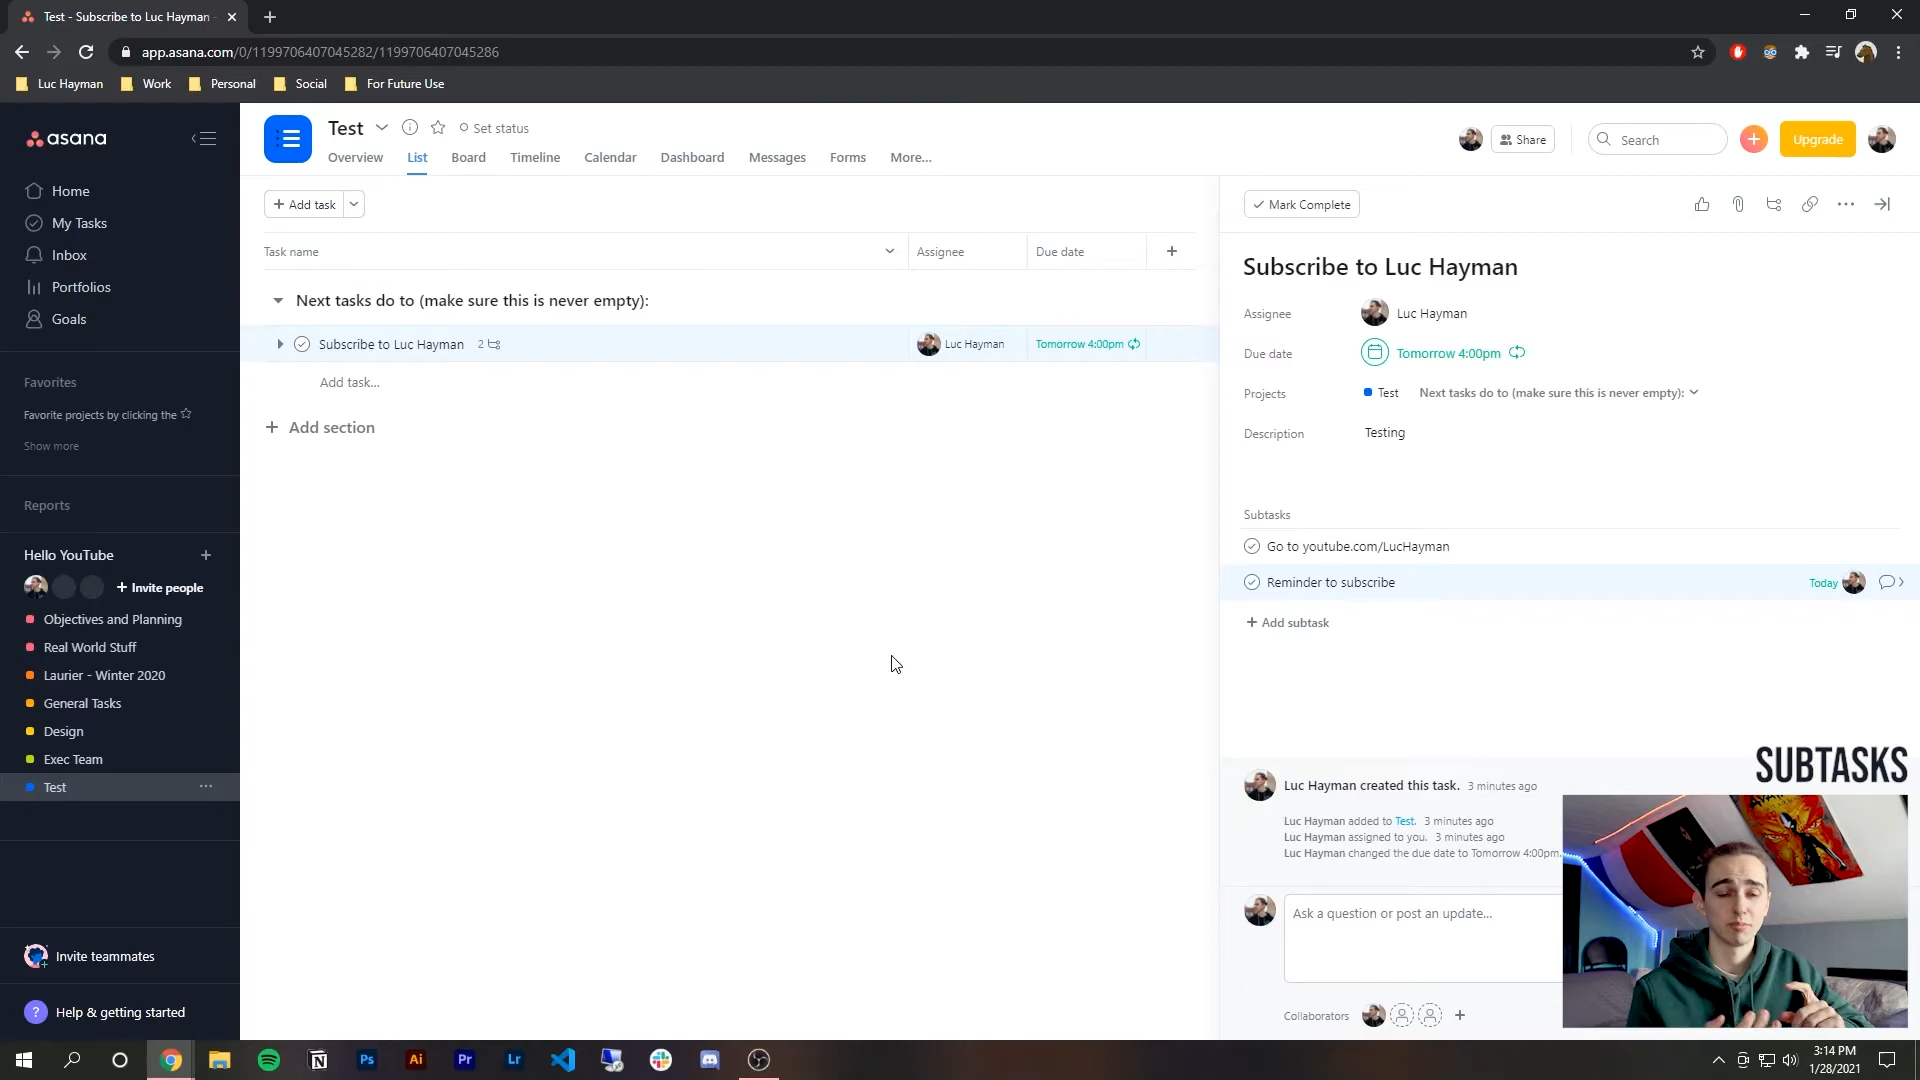 Test - Subscribe to Luc Hayman -
app.asana.com/0/1199706407045282/1199706407045286
Luc Hayman
Work
Personal
Social
For Future Use
asana
Home
My Tasks
Inbox
Portfolios
Goals
Favorites
Favorite projects by clicking the
Show more
Reports
Hello YouTube
+ Invite people
Objectives and Planning
Real World Stuff
Laurier - Winter 2020
General Tasks
Design
Exec Team
Test
Invite teammates
? Help & getting started
Test
Set status
Overview
List
Board
Timeline
Calendar
Dashboard
Messages
Forms
More...
Share
Search
Upgrade
+ Add task
Task name
Assignee
Due date
Next tasks do to (make sure this is never empty):
Subscribe to Luc Hayman 2
Luc Hayman
Tomorrow 4:00pm
Add task...
+ Add section
Mark Complete
Subscribe to Luc Hayman
Assignee Luc Hayman
Due date Tomorrow 4:00pm
Projects Test Next tasks do to (make sure this is never empty):
Description Testing
Subtasks
Go to youtube.com/LucHayman
Reminder to subscribe Today
+ Add subtask
SUBTASKS
Luc Hayman created this task. 3 minutes ago
Luc Hayman added to Test. 3 minutes ago
Luc Hayman assigned to you. 3 minutes ago
Luc Hayman changed the due date to Tomorrow 4:00pm.
Ask a question or post an update...
Collaborators
Ps
Ai
Pr
Lr
3:14 PM
1/28/2021